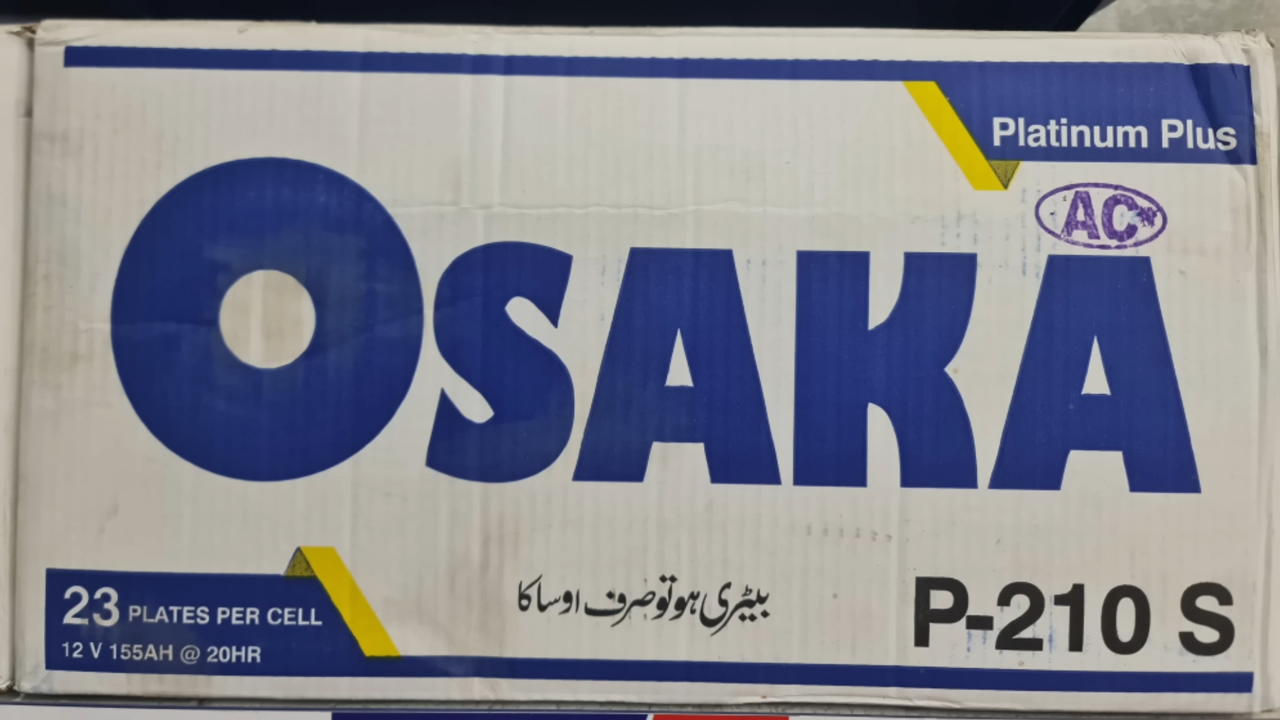 Platinum Plus
AC
OSAKA
23 PLATES PER CELL
12 V 155AH @ 20HR
بیٹری ہو تو صرف اوساکا
P-210 S